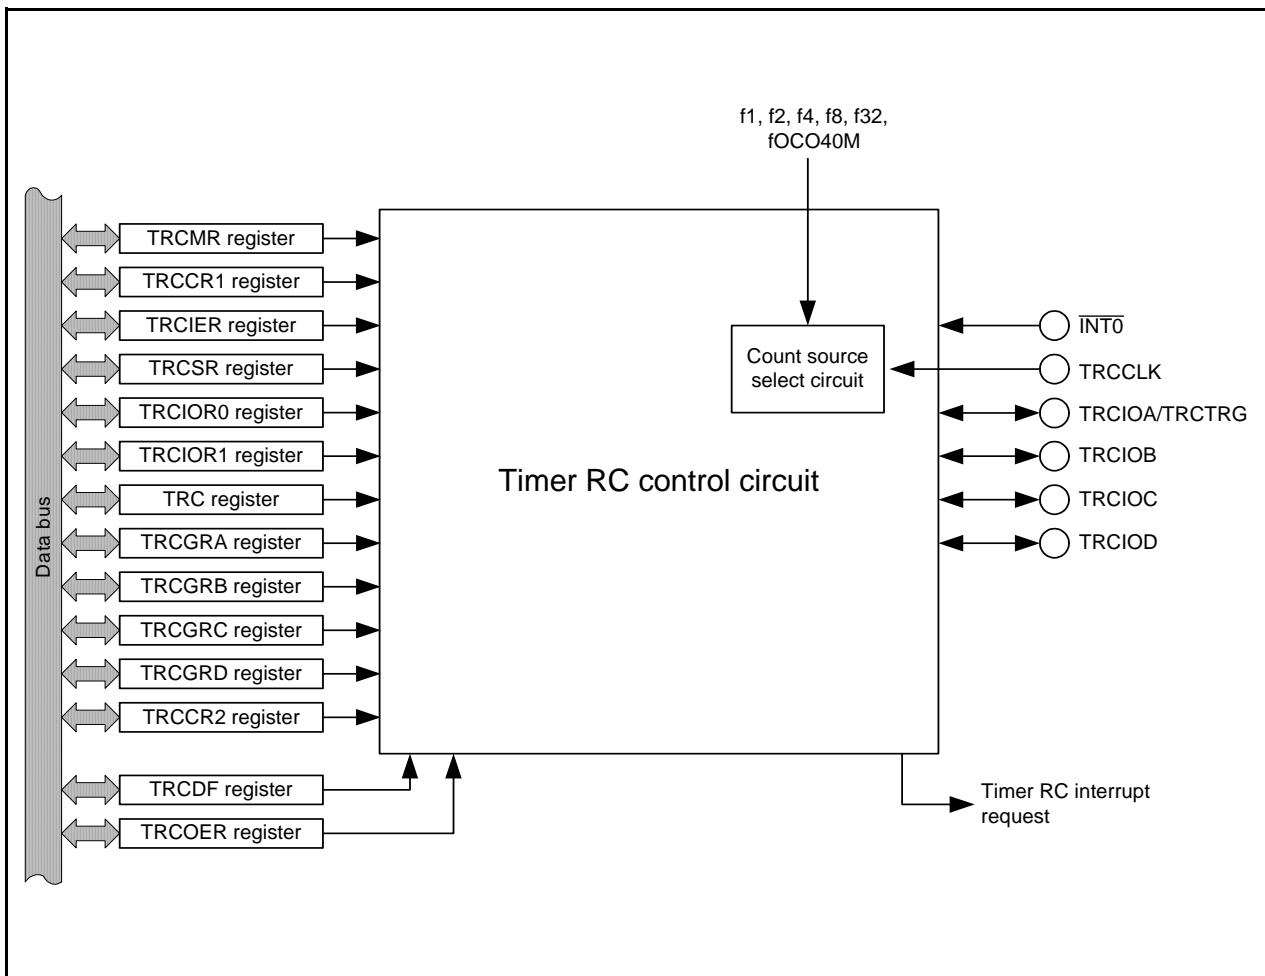 f1, f2, f4, f8, f32,
fOCO40M
Data bus
TRCMR register
TRCCR1 register
TRCIER register
TRCSR register
TRCIOR0 register
TRCIOR1 register
TRC register
TRCGRA register
TRCGRB register
TRCGRC register
TRCGRD register
TRCCR2 register
TRCDF register
TRCOER register
Timer RC control circuit
Count source
select circuit
I̅N̅T̅0̅
TRCCLK
TRCIOA/TRCTRG
TRCIOB
TRCIOC
TRCIOD
Timer RC interrupt
request